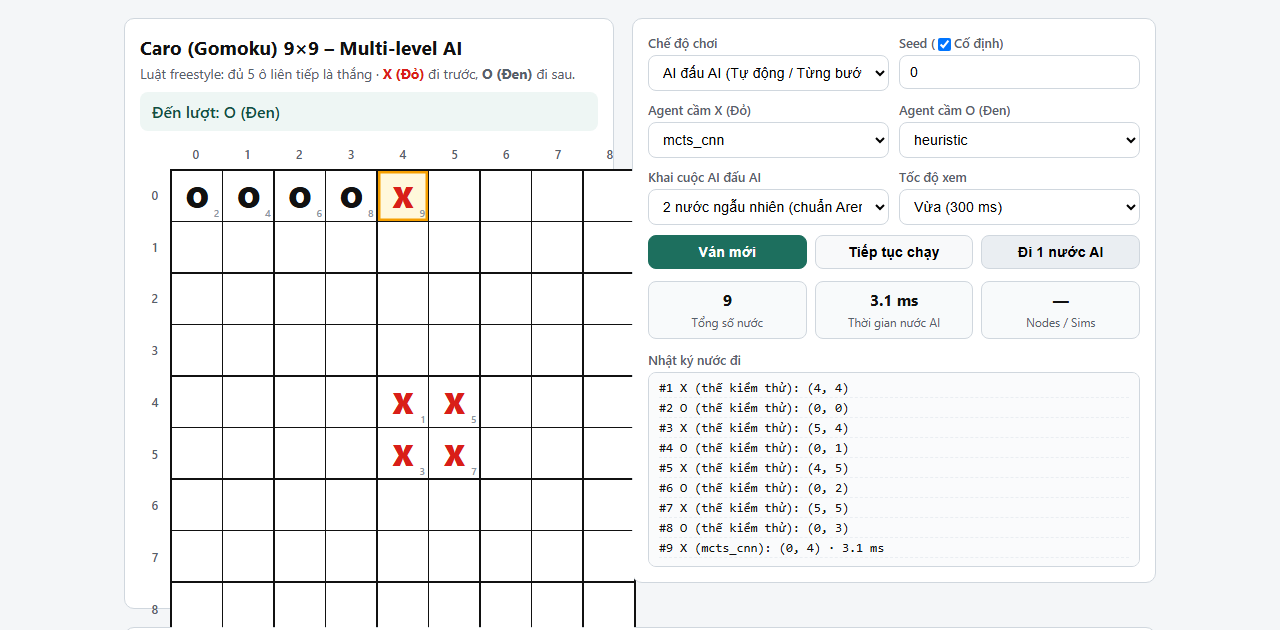 Caro (Gomoku) 9×9 – Multi-level AI
Luật freestyle: đủ 5 ô liên tiếp là thắng · X (Đỏ) đi trước, O (Đen) đi sau.
Đến lượt: O (Đen)
0 1 2 3 4 5 6 7 8
0 O 2 O 4 O 6 O 8 X 9
1
2
3
4 X 1 X 5
5 X 3 X 7
6
7
8
Chế độ chơi
AI đấu AI (Tự động / Từng bướ
Seed ( Cố định)
0
Agent cầm X (Đỏ)
mcts_cnn
Agent cầm O (Đen)
heuristic
Khai cuộc AI đấu AI
2 nước ngẫu nhiên (chuẩn Arer
Tốc độ xem
Vừa (300 ms)
Ván mới
Tiếp tục chạy
Đi 1 nước AI
9
Tổng số nước
3.1 ms
Thời gian nước AI
—
Nodes / Sims
Nhật ký nước đi
#1 X (thế kiểm thử): (4, 4)
#2 O (thế kiểm thử): (0, 0)
#3 X (thế kiểm thử): (5, 4)
#4 O (thế kiểm thử): (0, 1)
#5 X (thế kiểm thử): (4, 5)
#6 O (thế kiểm thử): (0, 2)
#7 X (thế kiểm thử): (5, 5)
#8 O (thế kiểm thử): (0, 3)
#9 X (mcts_cnn): (0, 4) · 3.1 ms